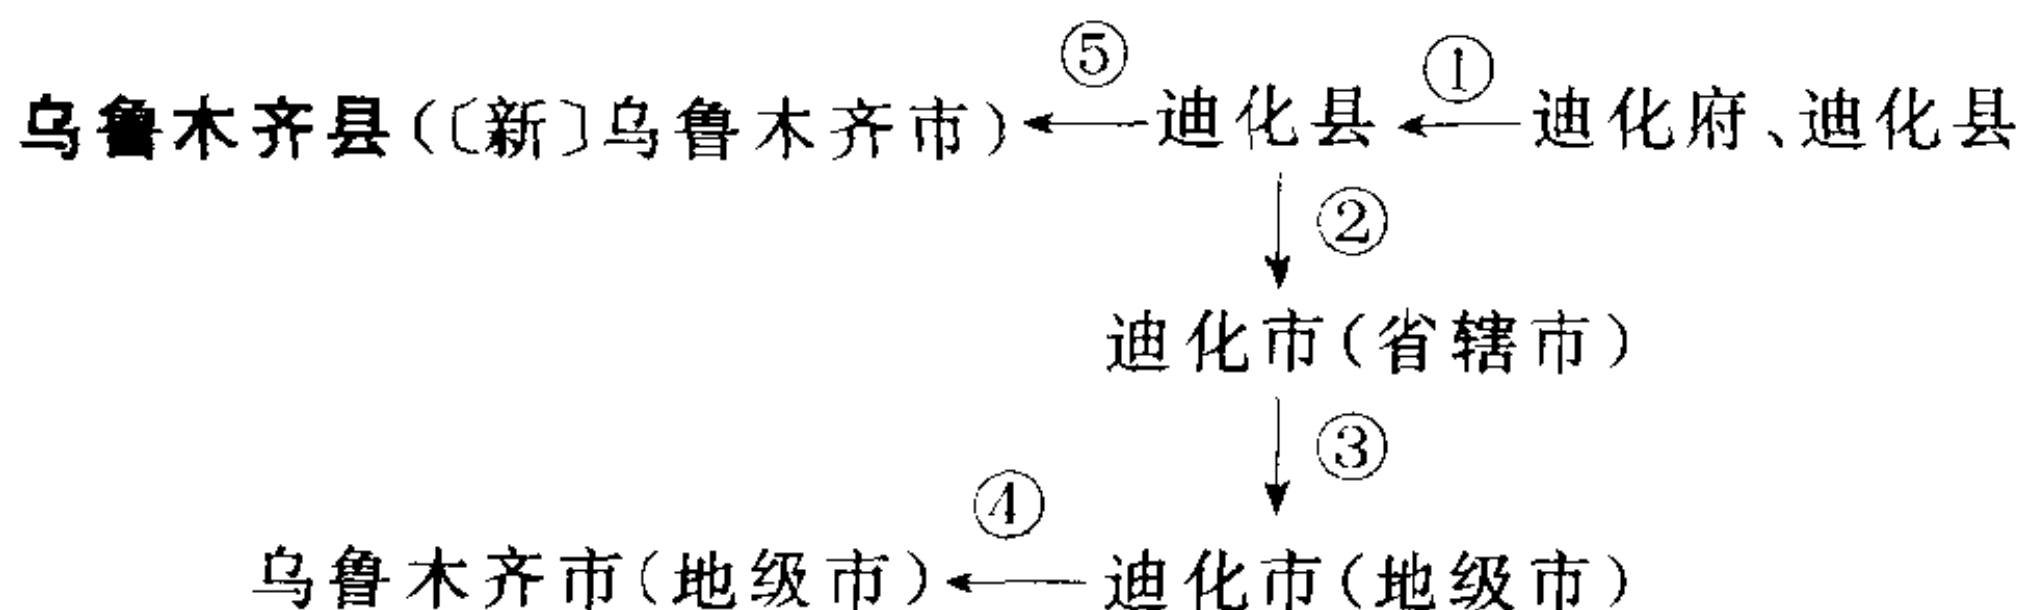 ⑤ ①
乌鲁木齐县(〔新〕乌鲁木齐市)←迪化县←迪化府、迪化县
↓②
迪化市(省辖市)
↓③
④
乌鲁木齐市(地级市)←迪化市(地级市)